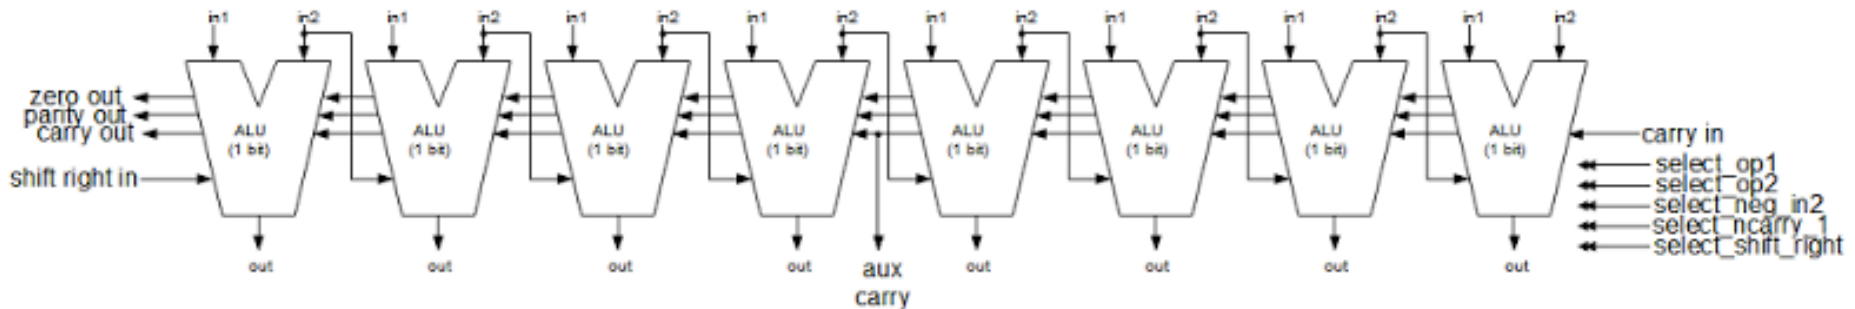 in1 in2 in1 in2 in1 in2 in1 in2 in1 in2 in1 in2 in1 in2 in1 in2
zero out
parity out
carry out
ALU ALU ALU ALU ALU ALU ALU ALU
(1 bit) (1 bit) (1 bit) (1 bit) (1 bit) (1 bit) (1 bit) (1 bit)
carry in
shift right in
select_op1
select_op2
select_neg_in2
select_ncarry_1
select_shift_right
out out out out out out out out
aux
carry